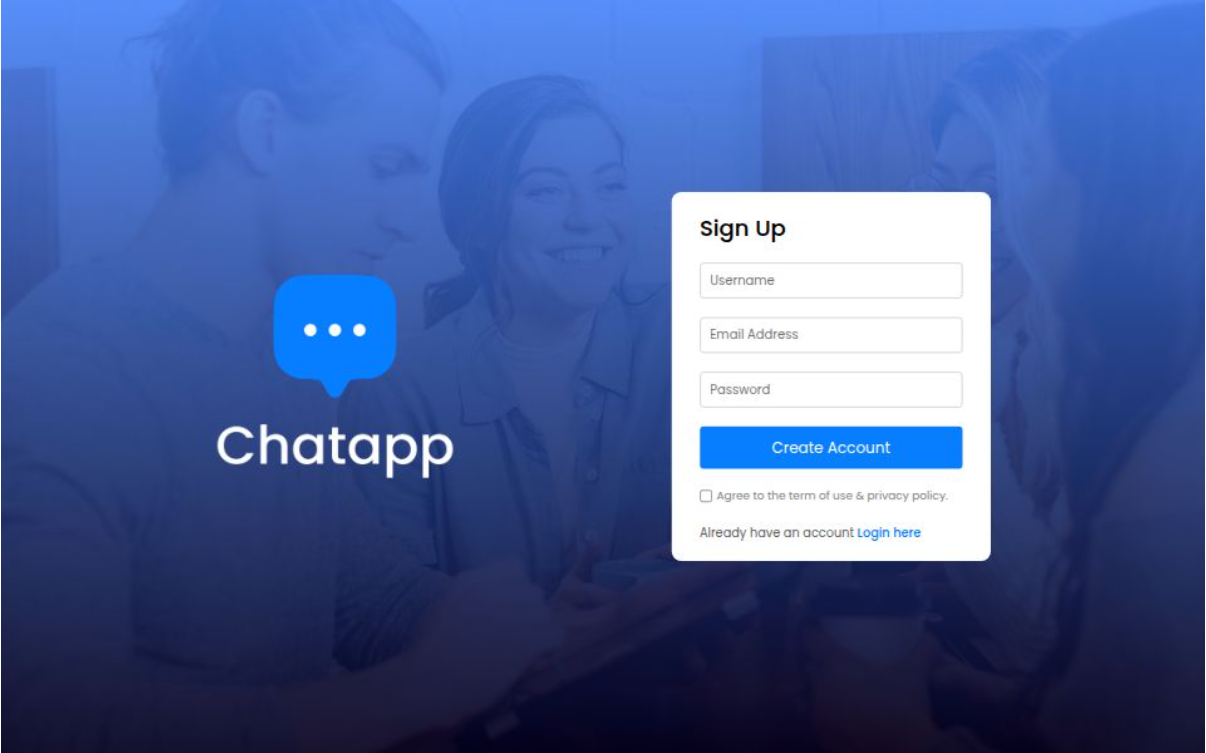 Chatapp
Sign Up
Username
Email Address
Password
Create Account
Agree to the term of use & privacy policy.
Already have an account Login here